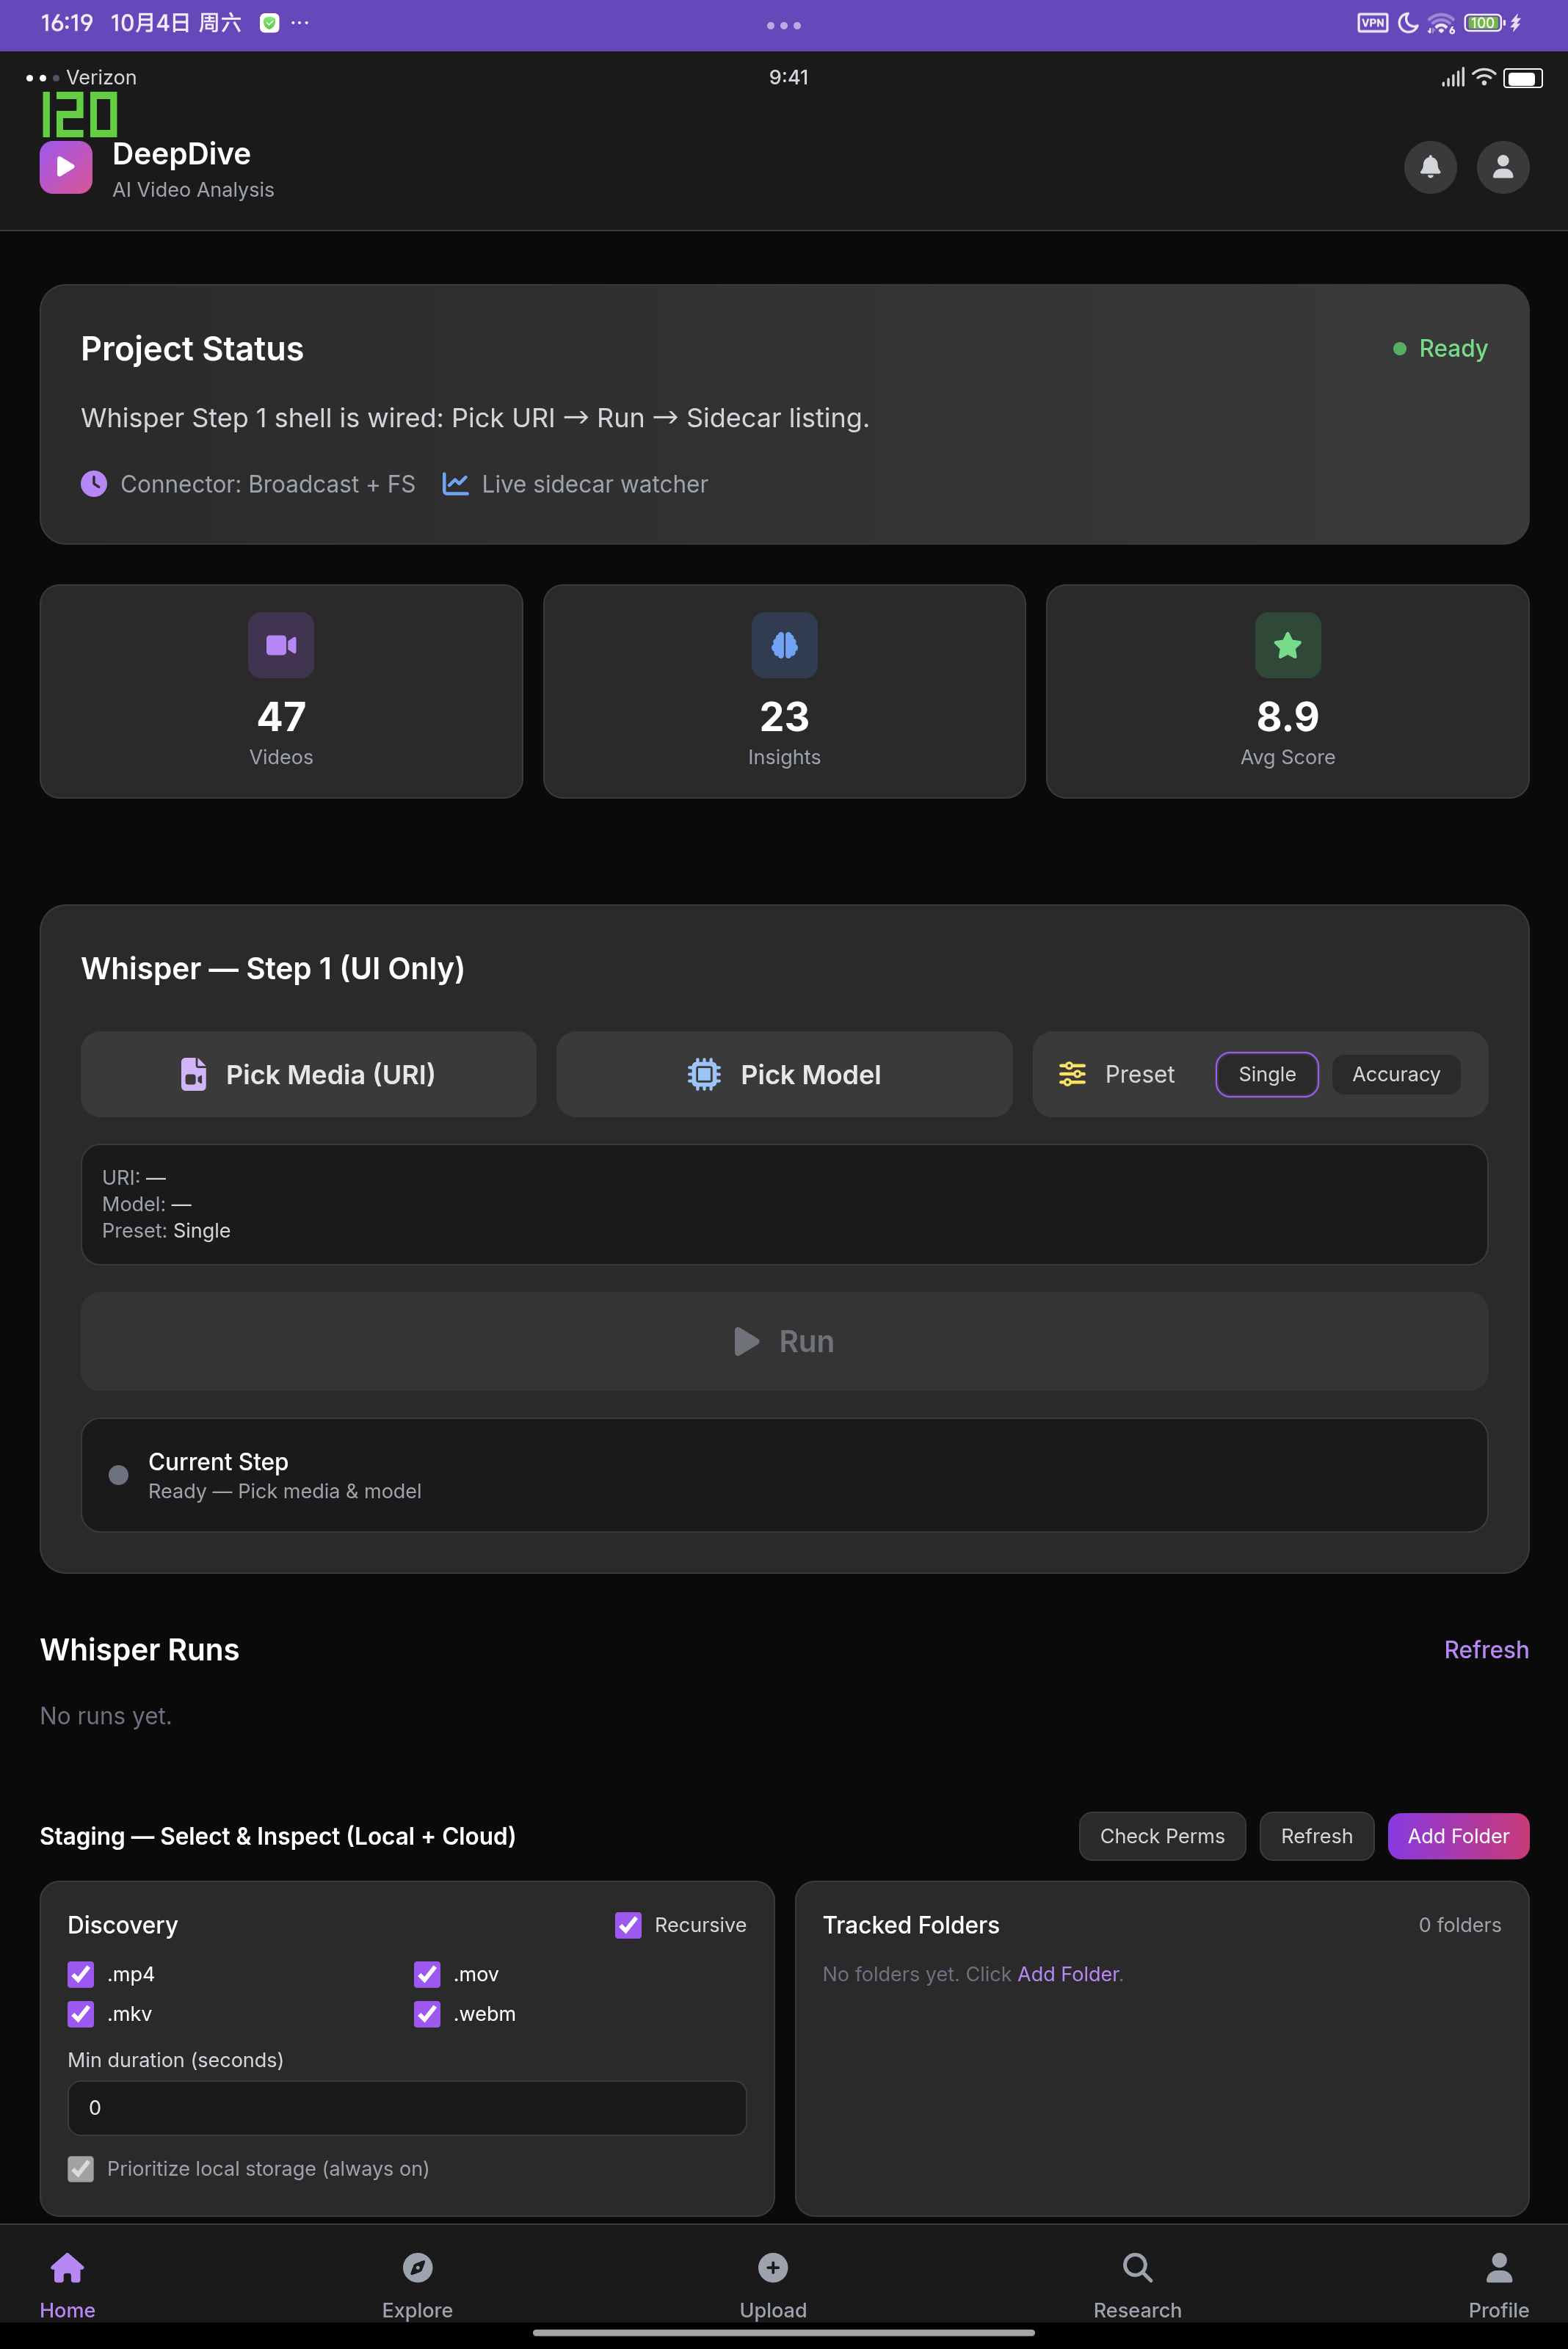 16:19 10月4日 周六 ···
VPN 6 100
Verizon 9:41
120
DeepDive
AI Video Analysis
Project Status
Ready
Whisper Step 1 shell is wired: Pick URI → Run → Sidecar listing.
Connector: Broadcast + FS Live sidecar watcher
47 23 8.9
Videos Insights Avg Score
Whisper — Step 1 (UI Only)
Pick Media (URI) Pick Model Preset Single Accuracy
URI: —
Model: —
Preset: Single
Run
Current Step
Ready — Pick media & model
Whisper Runs Refresh
No runs yet.
Staging — Select & Inspect (Local + Cloud) Check Perms Refresh Add Folder
Discovery Recursive
.mp4 .mov
.mkv .webm
Min duration (seconds)
0
Prioritize local storage (always on)
Tracked Folders 0 folders
No folders yet. Click Add Folder.
Home Explore Upload Research Profile